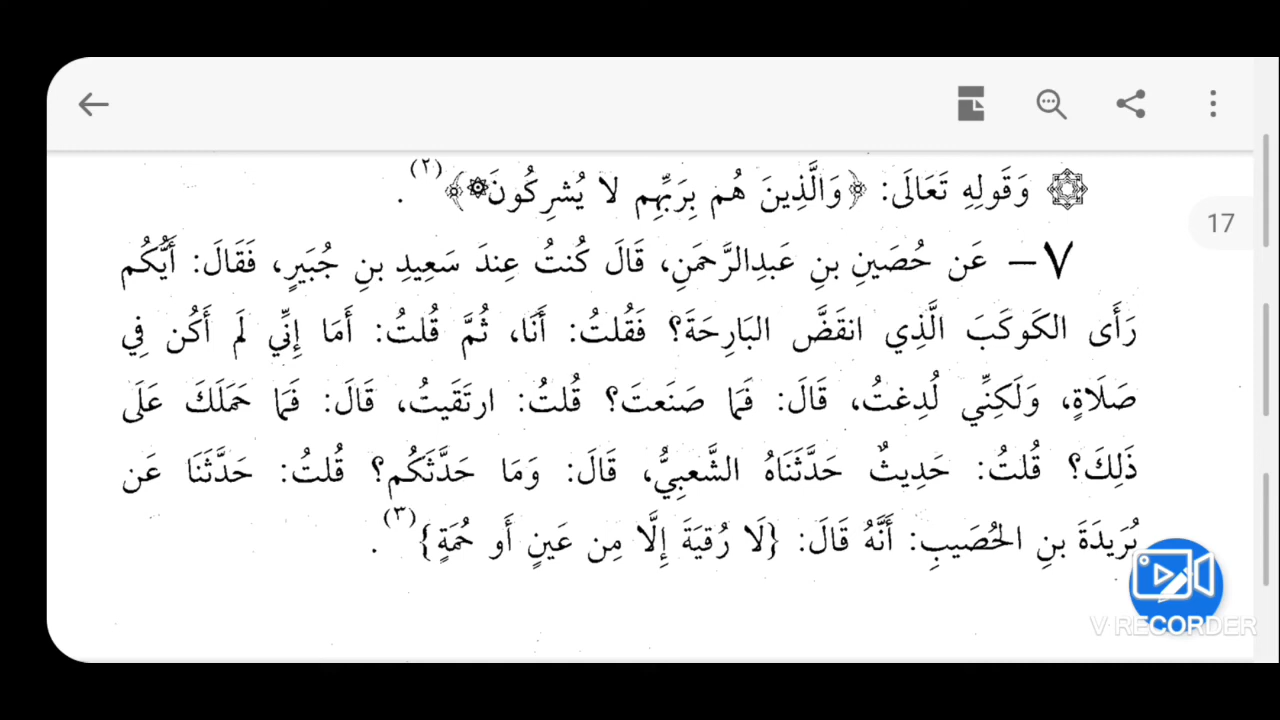 وَقَولِهِ تَعَالَى: ﴿وَالَّذِينَ هُم بِرَبِّهِم لا يُشرِكُونَ﴾(٢).
17
٧– عَن حُصَينِ بنِ عَبدِالرَّحمَنِ، قَالَ كُنتُ عِندَ سَعِيدِ بنِ جُبَيرٍ، فَقَالَ: أَيُّكُم
رَأَى الكَوكَبَ الَّذِي انقَضَّ البَارِحَةَ؟ فَقُلتُ: أَنَا، ثُمَّ قُلتُ: أَمَا إِنِّي لَم أَكُن فِي
صَلَاةٍ، وَلَكِنِّي لُدِغتُ، قَالَ: فَمَا صَنَعتَ؟ قُلتُ: ارتَقَيتُ، قَالَ: فَمَا حَمَلَكَ عَلَى
ذَلِكَ؟ قُلتُ: حَدِيثٌ حَدَّثَنَاهُ الشَّعبِيُّ، قَالَ: وَمَا حَدَّثَكُم؟ قُلتُ: حَدَّثَنَا عَن
بُرَيدَةَ بنِ الحُصَيبِ: أَنَّهُ قَالَ: {لَا رُقيَةَ إِلَّا مِن عَينٍ أَو حُمَةٍ}(٣).
V RECORDER